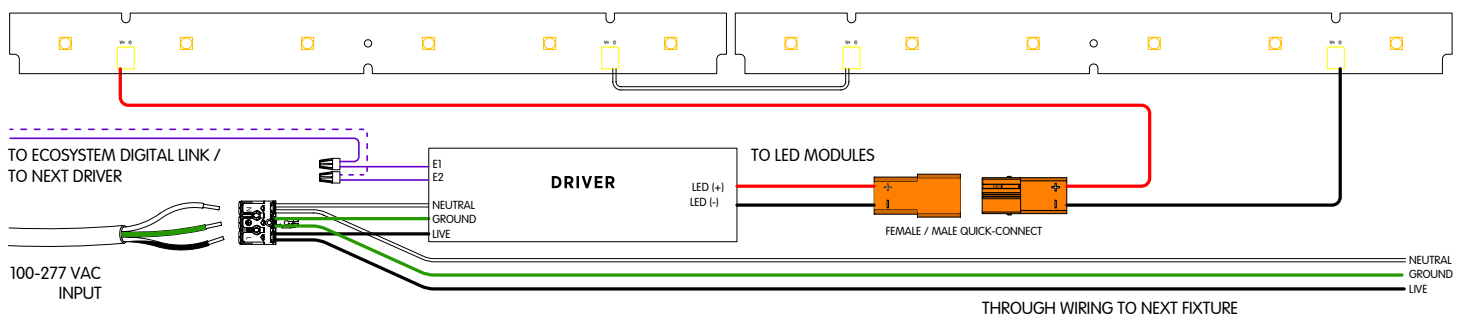 V+ C
V+ C
V+ C
V+ C
TO ECOSYSTEM DIGITAL LINK /
TO NEXT DRIVER
E1
E2
DRIVER
TO LED MODULES
LED (+)
LED (-)
+
-
+
-
FEMALE / MALE QUICK-CONNECT
NEUTRAL
GROUND
LIVE
N
L
100-277 VAC
INPUT
NEUTRAL
GROUND
LIVE
THROUGH WIRING TO NEXT FIXTURE